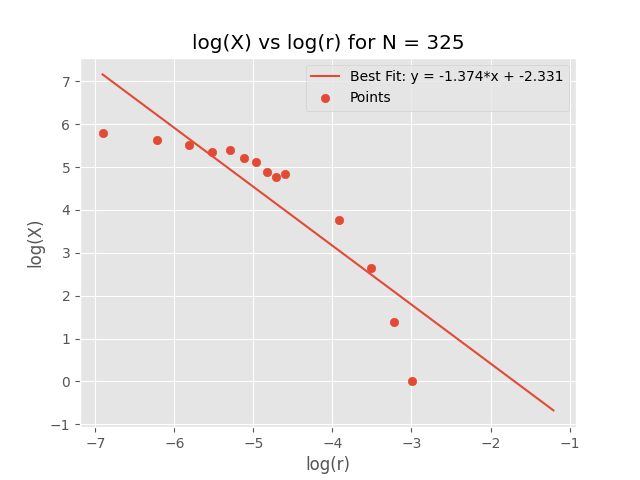 log(X) vs log(r) for N = 325
Best Fit: y = -1.374*x + -2.331
Points
log(X)
7
6
5
4
3
2
1
0
−1
−7 −6 −5 −4 −3 −2 −1
log(r)